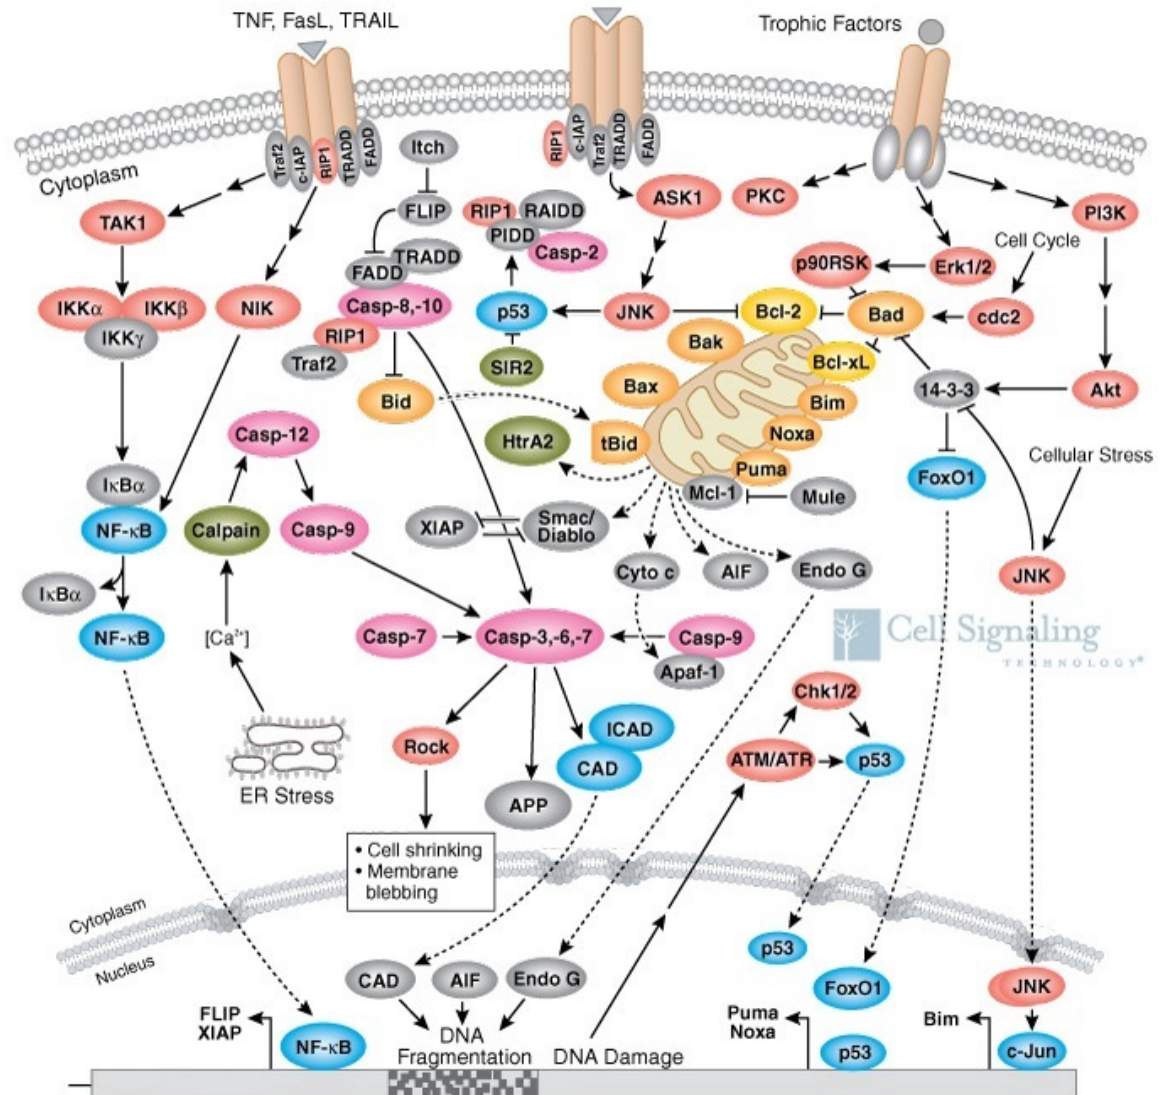 TNF, FasL, TRAIL
Trophic Factors
Cytoplasm
Traf2
c-IAP
RIP1
TRADD
FADD
Itch
RIP1
c-IAP
Traf2
TRADD
FADD
TAK1
FLIP
RIP1
RAIDD
PIDD
Casp-2
ASK1
PKC
PI3K
TRADD
FADD
Cell Cycle
p90RSK
Erk1/2
IKKα
IKKβ
IKKγ
NIK
Casp-8,-10
RIP1
Traf2
p53
JNK
Bcl-2
Bad
cdc2
Bak
SIR2
Bcl-xL
Bid
Bax
Bim
14-3-3
Akt
Casp-12
HtrA2
tBid
Noxa
Puma
Cellular Stress
FoxO1
IκBα
NF-κB
Calpain
Casp-9
XIAP
Smac/
Diablo
Mcl-1
Mule
IκBα
Cyto c
AIF
Endo G
JNK
NF-κB
[Ca²⁺]
Casp-7
Casp-3,-6,-7
Casp-9
Apaf-1
Cell Signaling
TECHNOLOGY®
Chk1/2
ICAD
CAD
Rock
ATM/ATR
p53
ER Stress
APP
• Cell shrinking
• Membrane
blebbing
Cytoplasm
Nucleus
p53
CAD
AIF
Endo G
FoxO1
JNK
FLIP
XIAP
NF-κB
DNA
Fragmentation
DNA Damage
Puma
Noxa
p53
Bim
c-Jun